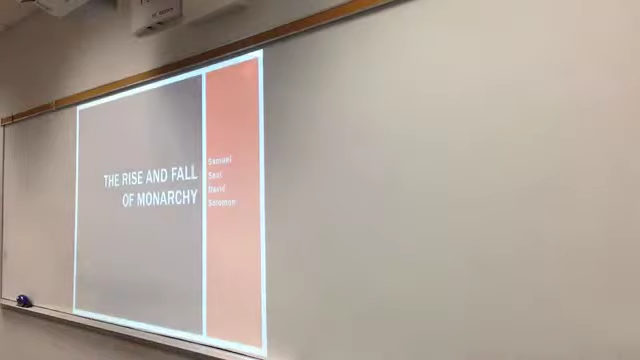 THE RISE AND FALL
OF MONARCHY
Samuel
Saul
David
Solomon